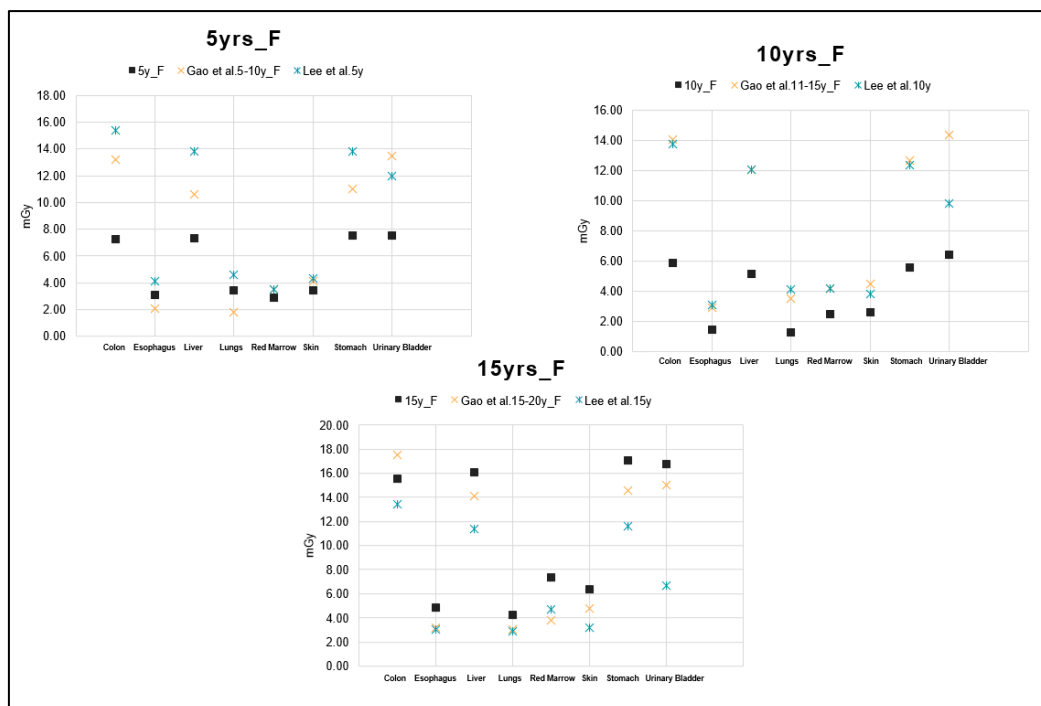 5yrs_F
5y_F Gao et al.5-10y_F Lee et al.5y
18.00
16.00
14.00
12.00
10.00
8.00
6.00
4.00
2.00
0.00
mGy
Colon Esophagus Liver Lungs Red Marrow Skin Stomach Urinary Bladder
10yrs_F
10y_F Gao et al.11-15y_F Lee et al.10y
16.00
14.00
12.00
10.00
8.00
6.00
4.00
2.00
0.00
mGy
Colon Esophagus Liver Lungs Red Marrow Skin Stomach Urinary Bladder
15yrs_F
15y_F Gao et al.15-20y_F Lee et al.15y
20.00
18.00
16.00
14.00
12.00
10.00
8.00
6.00
4.00
2.00
0.00
mGy
Colon Esophagus Liver Lungs Red Marrow Skin Stomach Urinary Bladder